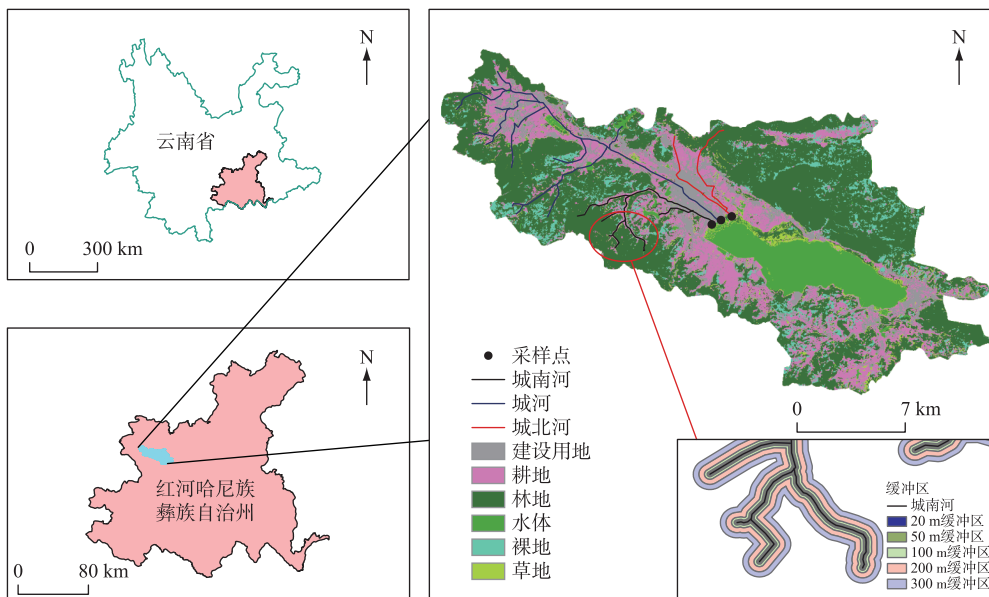 N
云南省
0 300 km
N
红河哈尼族
彝族自治州
0 80 km
N
采样点
城南河
城河
城北河
建设用地
耕地
林地
水体
裸地
草地
0 7 km
缓冲区
城南河
20 m缓冲区
50 m缓冲区
100 m缓冲区
200 m缓冲区
300 m缓冲区